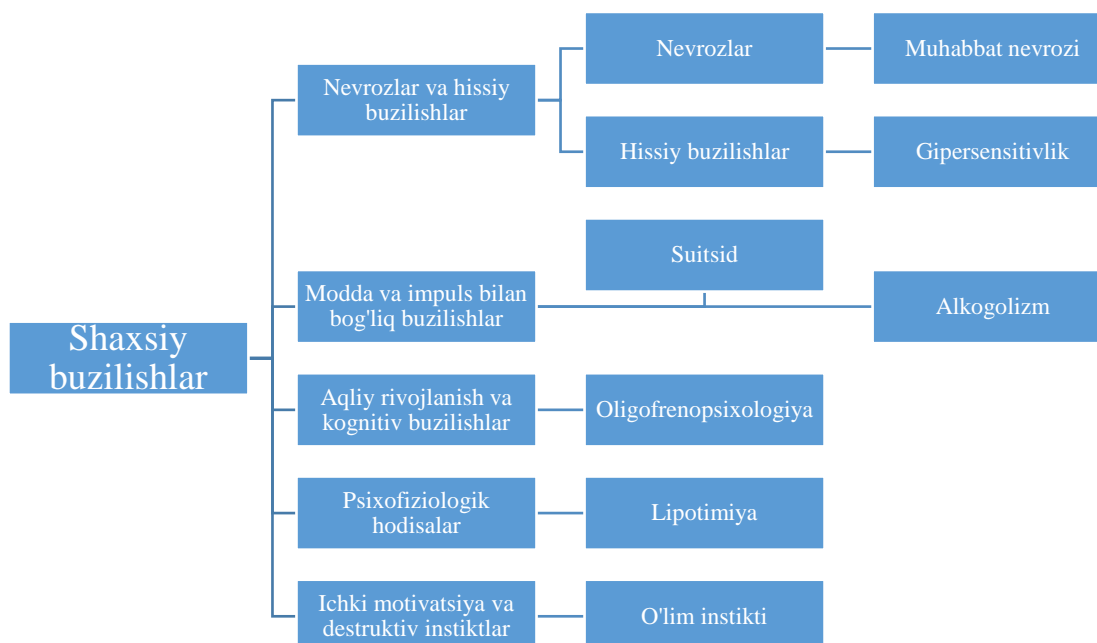 Shaxsiy
buzilishlar
Nevrozlar va hissiy
buzilishlar
Nevrozlar
Muhabbat nevrozi
Hissiy buzilishlar
Gipersensitivlik
Modda va impuls bilan
bog'liq buzilishlar
Suitsid
Alkogolizm
Aqliy rivojlanish va
kognitiv buzilishlar
Oligofrenopsixologiya
Psixofiziologik
hodisalar
Lipotimiya
Ichki motivatsiya va
destruktiv instiktlar
O'lim instikti